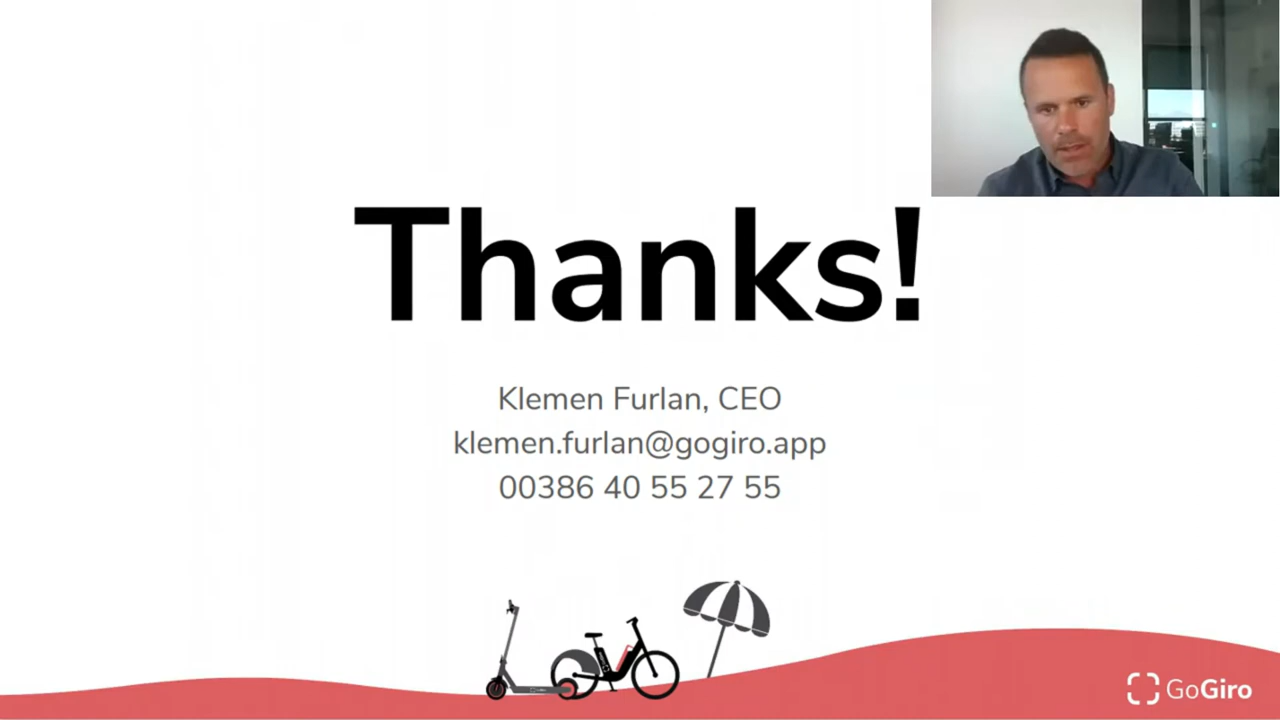 Thanks!
Klemen Furlan, CEO
klemen.furlan@gogiro.app
00386 40 55 27 55
GoGiro